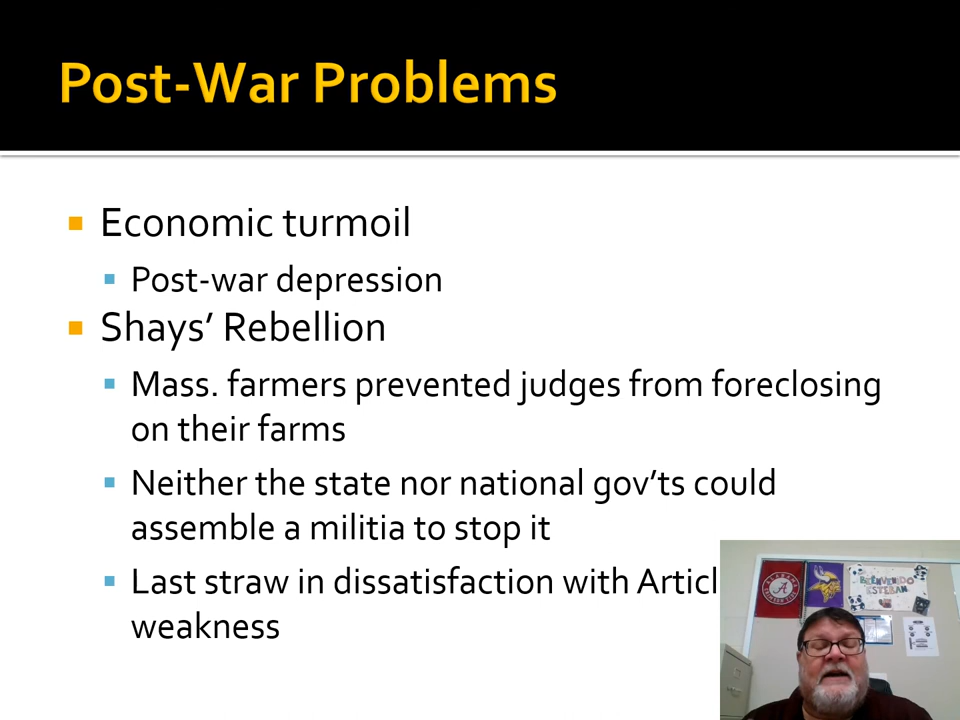 Post-War Problems
Economic turmoil
Post-war depression
Shays’ Rebellion
Mass. farmers prevented judges from foreclosing
on their farms
Neither the state nor national gov’ts could
assemble a militia to stop it
Last straw in dissatisfaction with Articl
weakness
BIENVENIDO
ESTEBAN